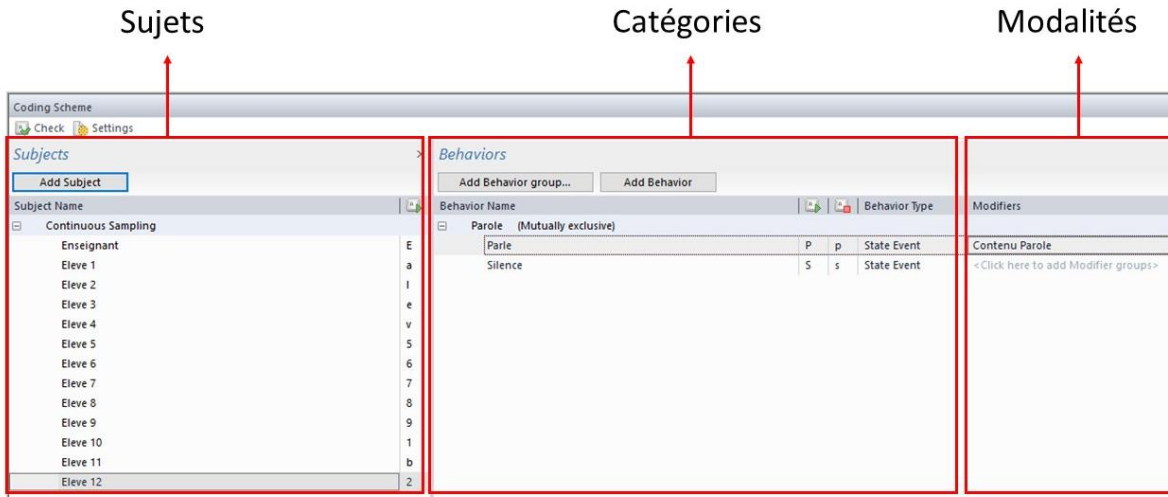 Sujets Catégories Modalités
Coding Scheme
Check Settings
Subjects Behaviors
Add Subject Add Behavior group... Add Behavior
Subject Name Behavior Name Behavior Type Modifiers
Continuous Sampling Parole (Mutually exclusive)
Enseignant E Parle P p State Event Contenu Parole
Eleve 1 a Silence S s State Event <Click here to add Modifier groups>
Eleve 2 l
Eleve 3 e
Eleve 4 v
Eleve 5 5
Eleve 6 6
Eleve 7 7
Eleve 8 8
Eleve 9 9
Eleve 10 1
Eleve 11 b
Eleve 12 2